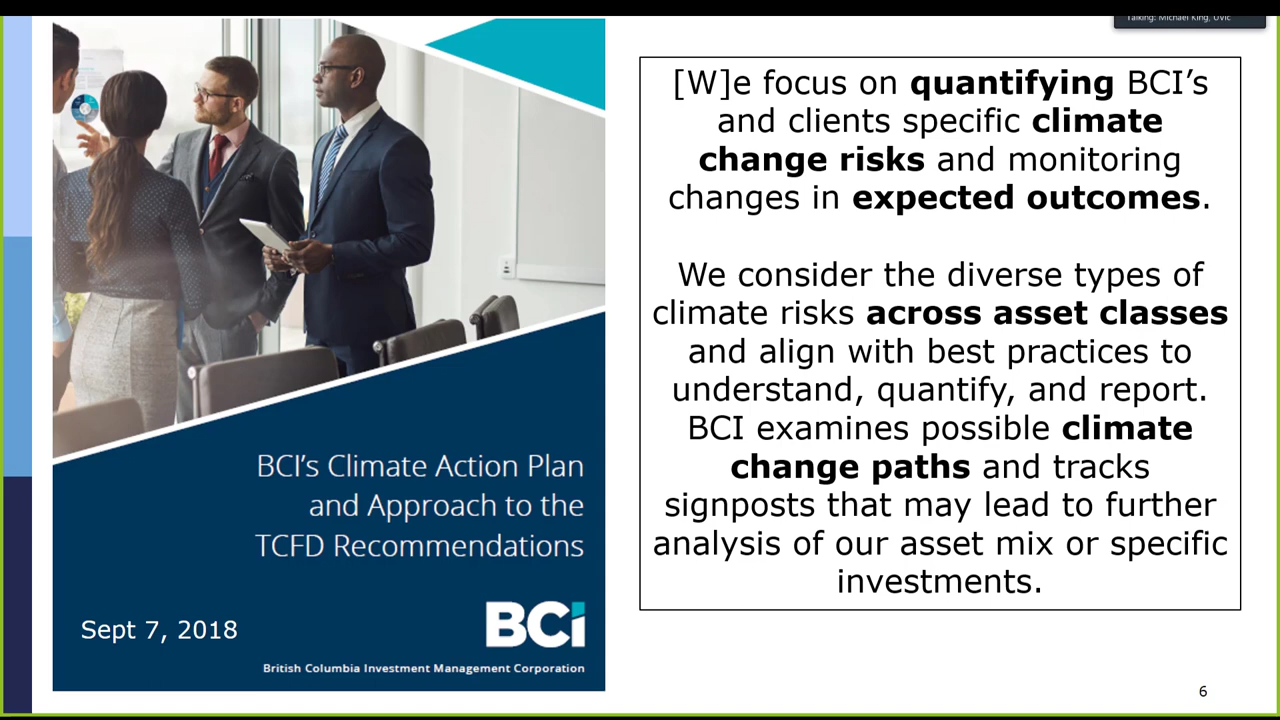 Talking: Michael King, UVic
[W]e focus on quantifying BCI's
and clients specific climate
change risks and monitoring
changes in expected outcomes.
We consider the diverse types of
climate risks across asset classes
and align with best practices to
understand, quantify, and report.
BCI examines possible climate
change paths and tracks
signposts that may lead to further
analysis of our asset mix or specific
investments.
BCI's Climate Action Plan
and Approach to the
TCFD Recommendations
Sept 7, 2018
BCi
British Columbia Investment Management Corporation
6